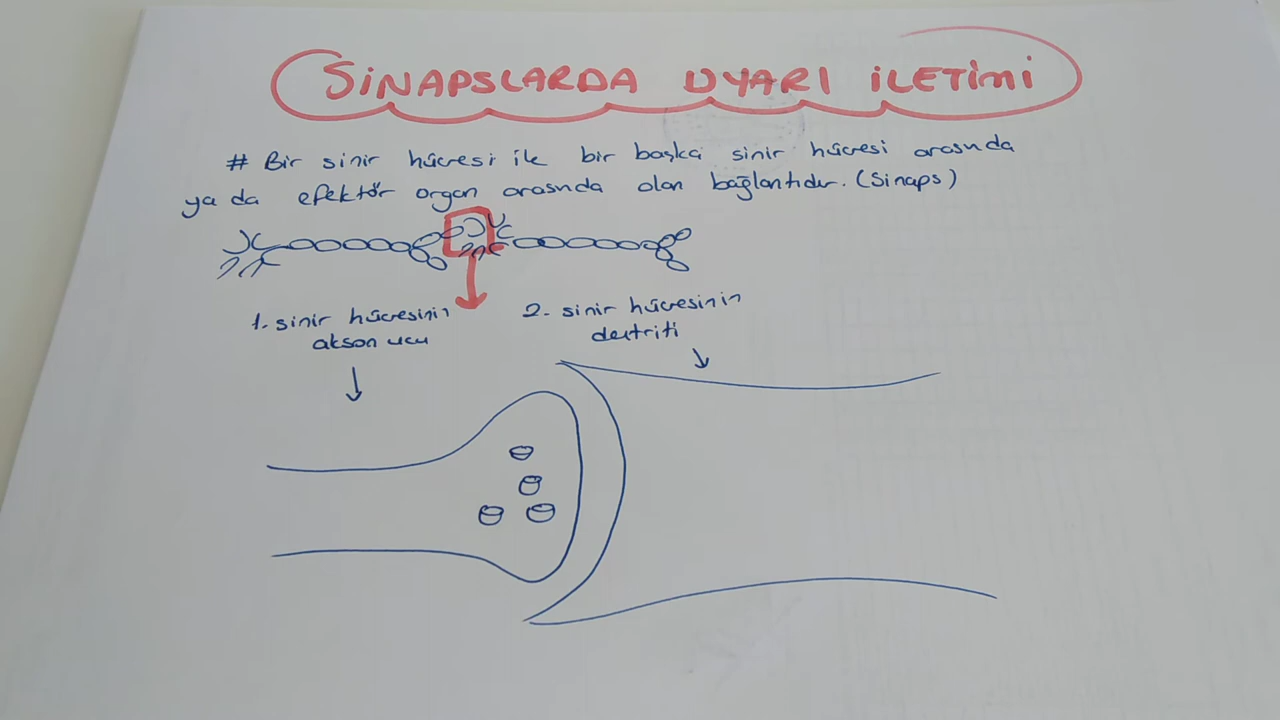 SİNAPSLARDA UYARI İLETİMİ
# Bir sinir hücresi ile bir başka sinir hücresi arasında
ya da efektör organ arasında olan bağlantıdır. (Sinaps)
1. sinir hücresinin
akson ucu
2. sinir hücresinin
destriti